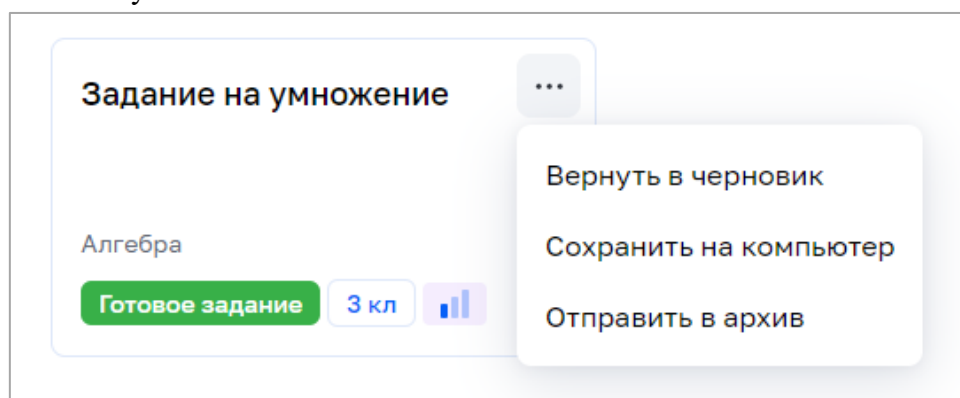 Задание на умножение
...
Вернуть в черновик
Алгебра
Сохранить на компьютер
Готовое задание 3 кл
Отправить в архив